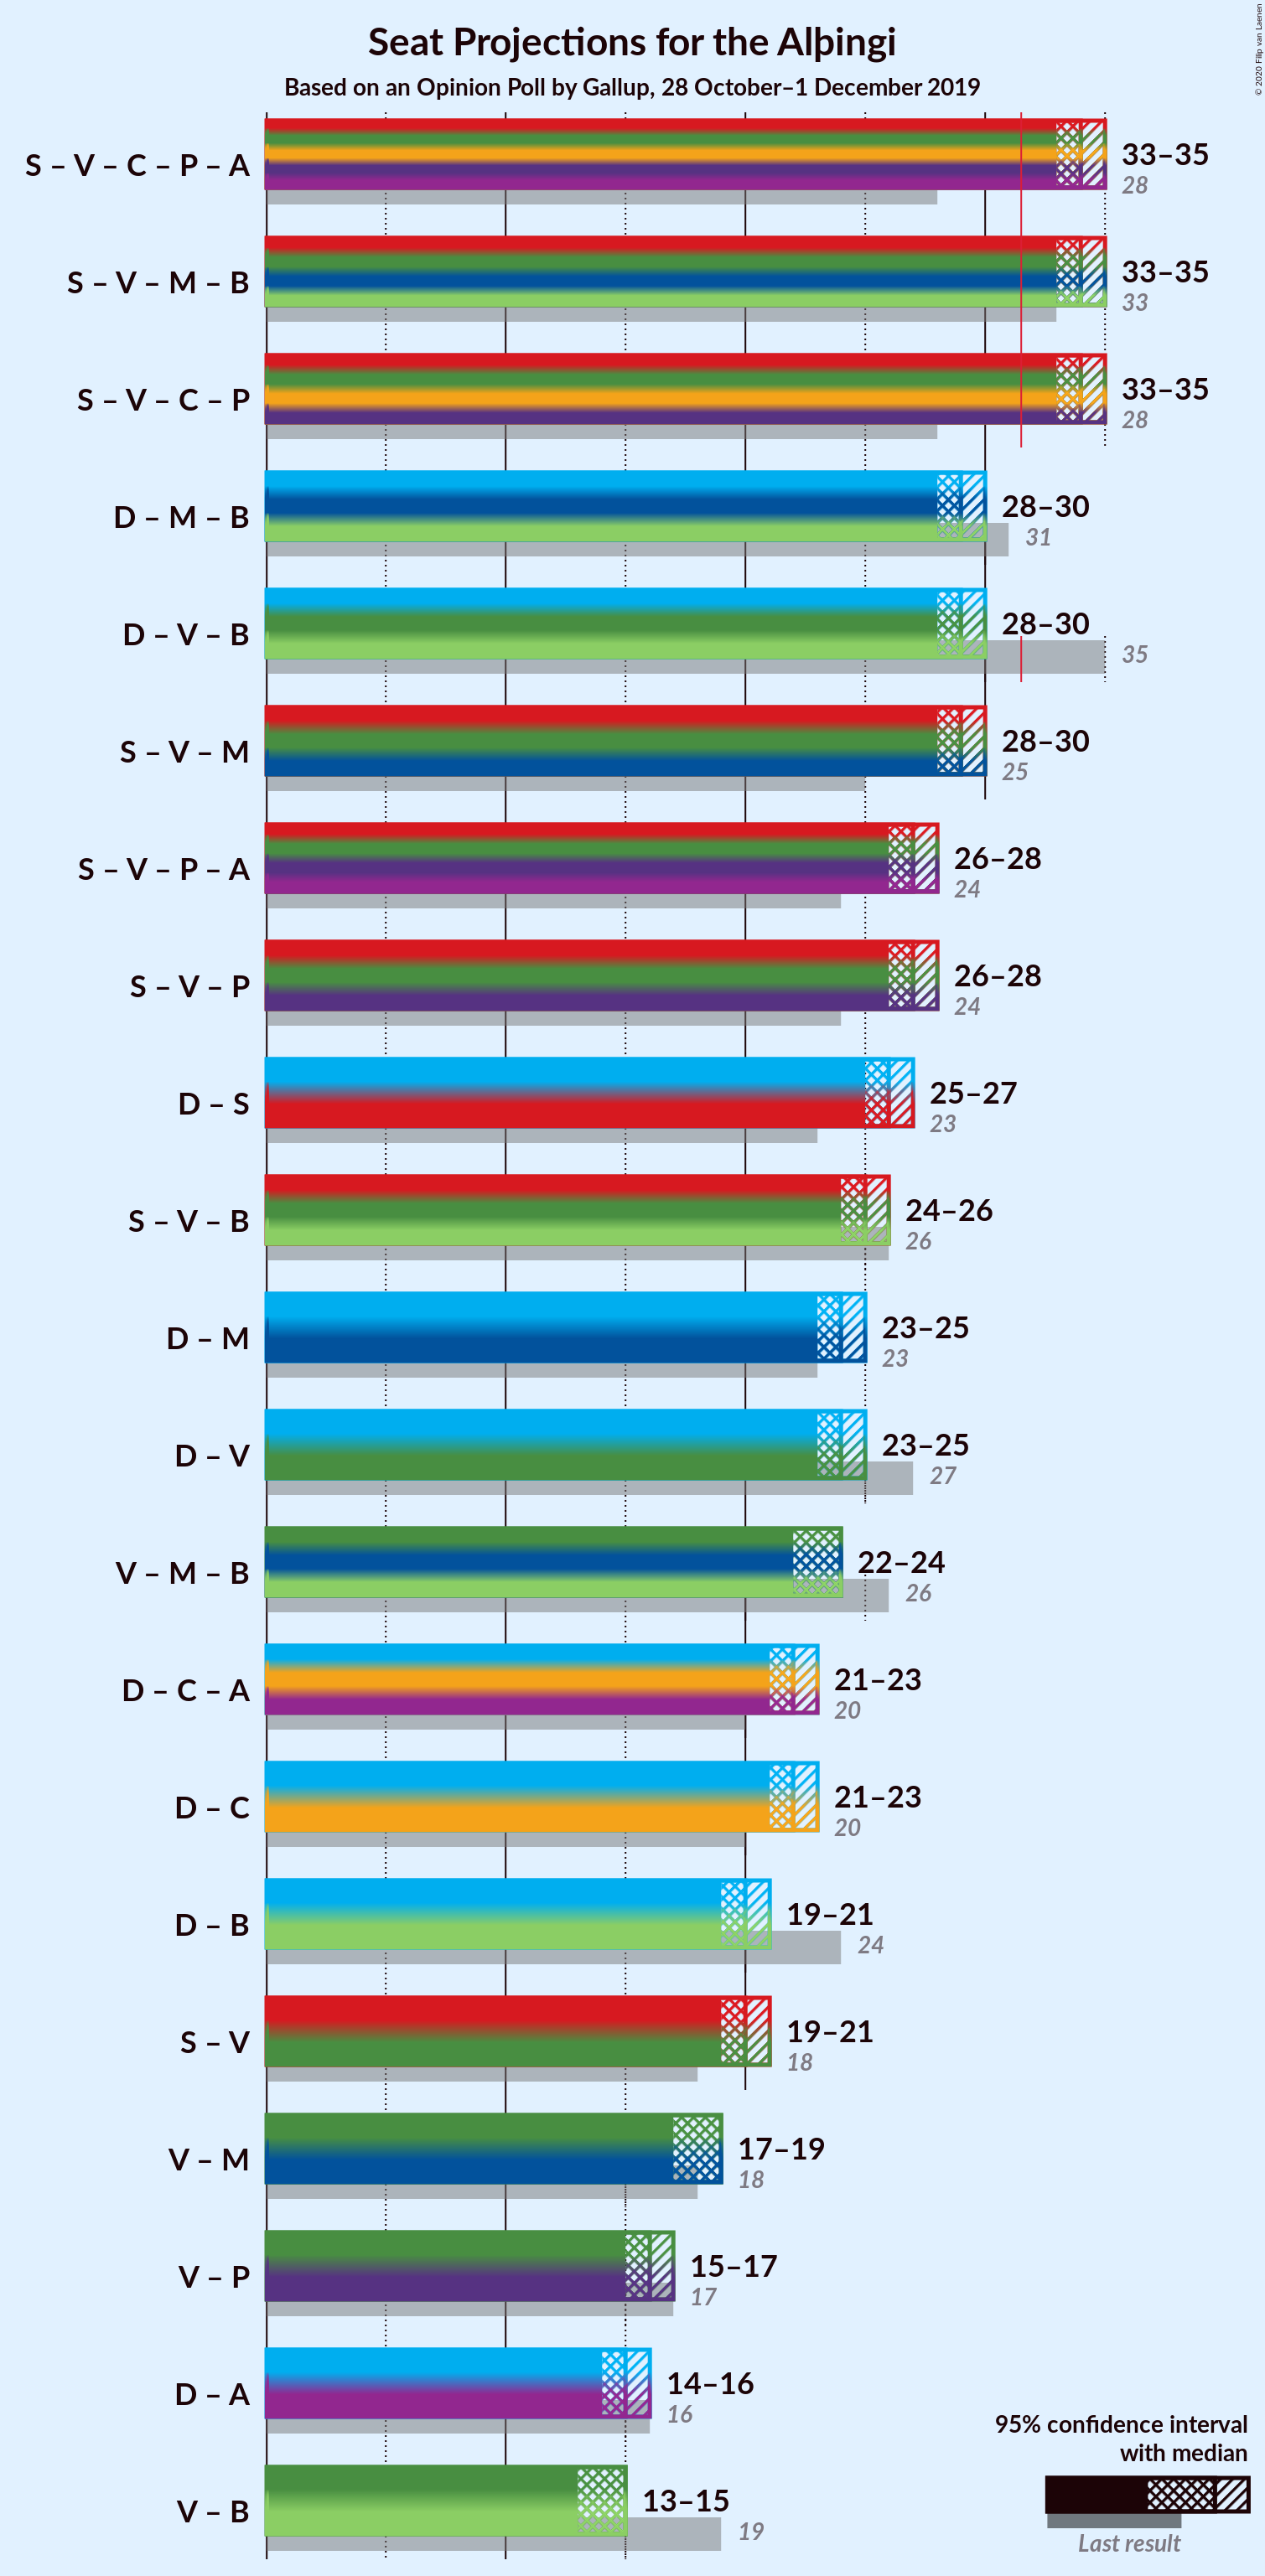 Seat Projections for the Alþingi
Based on an Opinion Poll by Gallup, 28 October–1 December 2019
© 2020 Filip van Laenen
S – V – C – P – A
33–35
28
S – V – M – B
33–35
33
S – V – C – P
33–35
28
D – M – B
28–30
31
D – V – B
28–30
35
S – V – M
28–30
25
S – V – P – A
26–28
24
S – V – P
26–28
24
D – S
25–27
23
S – V – B
24–26
26
D – M
23–25
23
D – V
23–25
27
V – M – B
22–24
26
D – C – A
21–23
20
D – C
21–23
20
D – B
19–21
24
S – V
19–21
18
V – M
17–19
18
V – P
15–17
17
D – A
14–16
16
V – B
13–15
19
95% confidence interval
with median
Last result